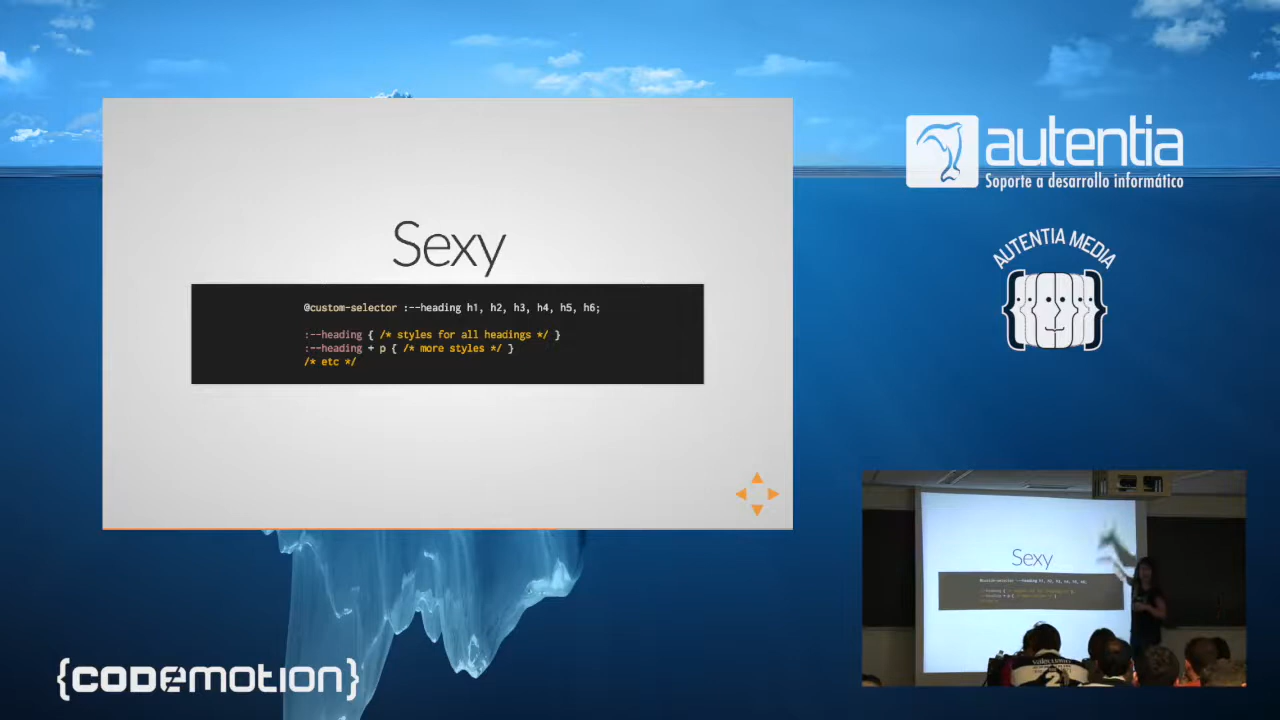 Sexy
@custom-selector :--heading h1, h2, h3, h4, h5, h6;
:--heading { /* styles for all headings */ }
:--heading + p { /* more styles */ }
/* etc */
autentia
Soporte a desarrollo informático
AUTENTIA MEDIA
Sexy
2
{CODEMOTION}